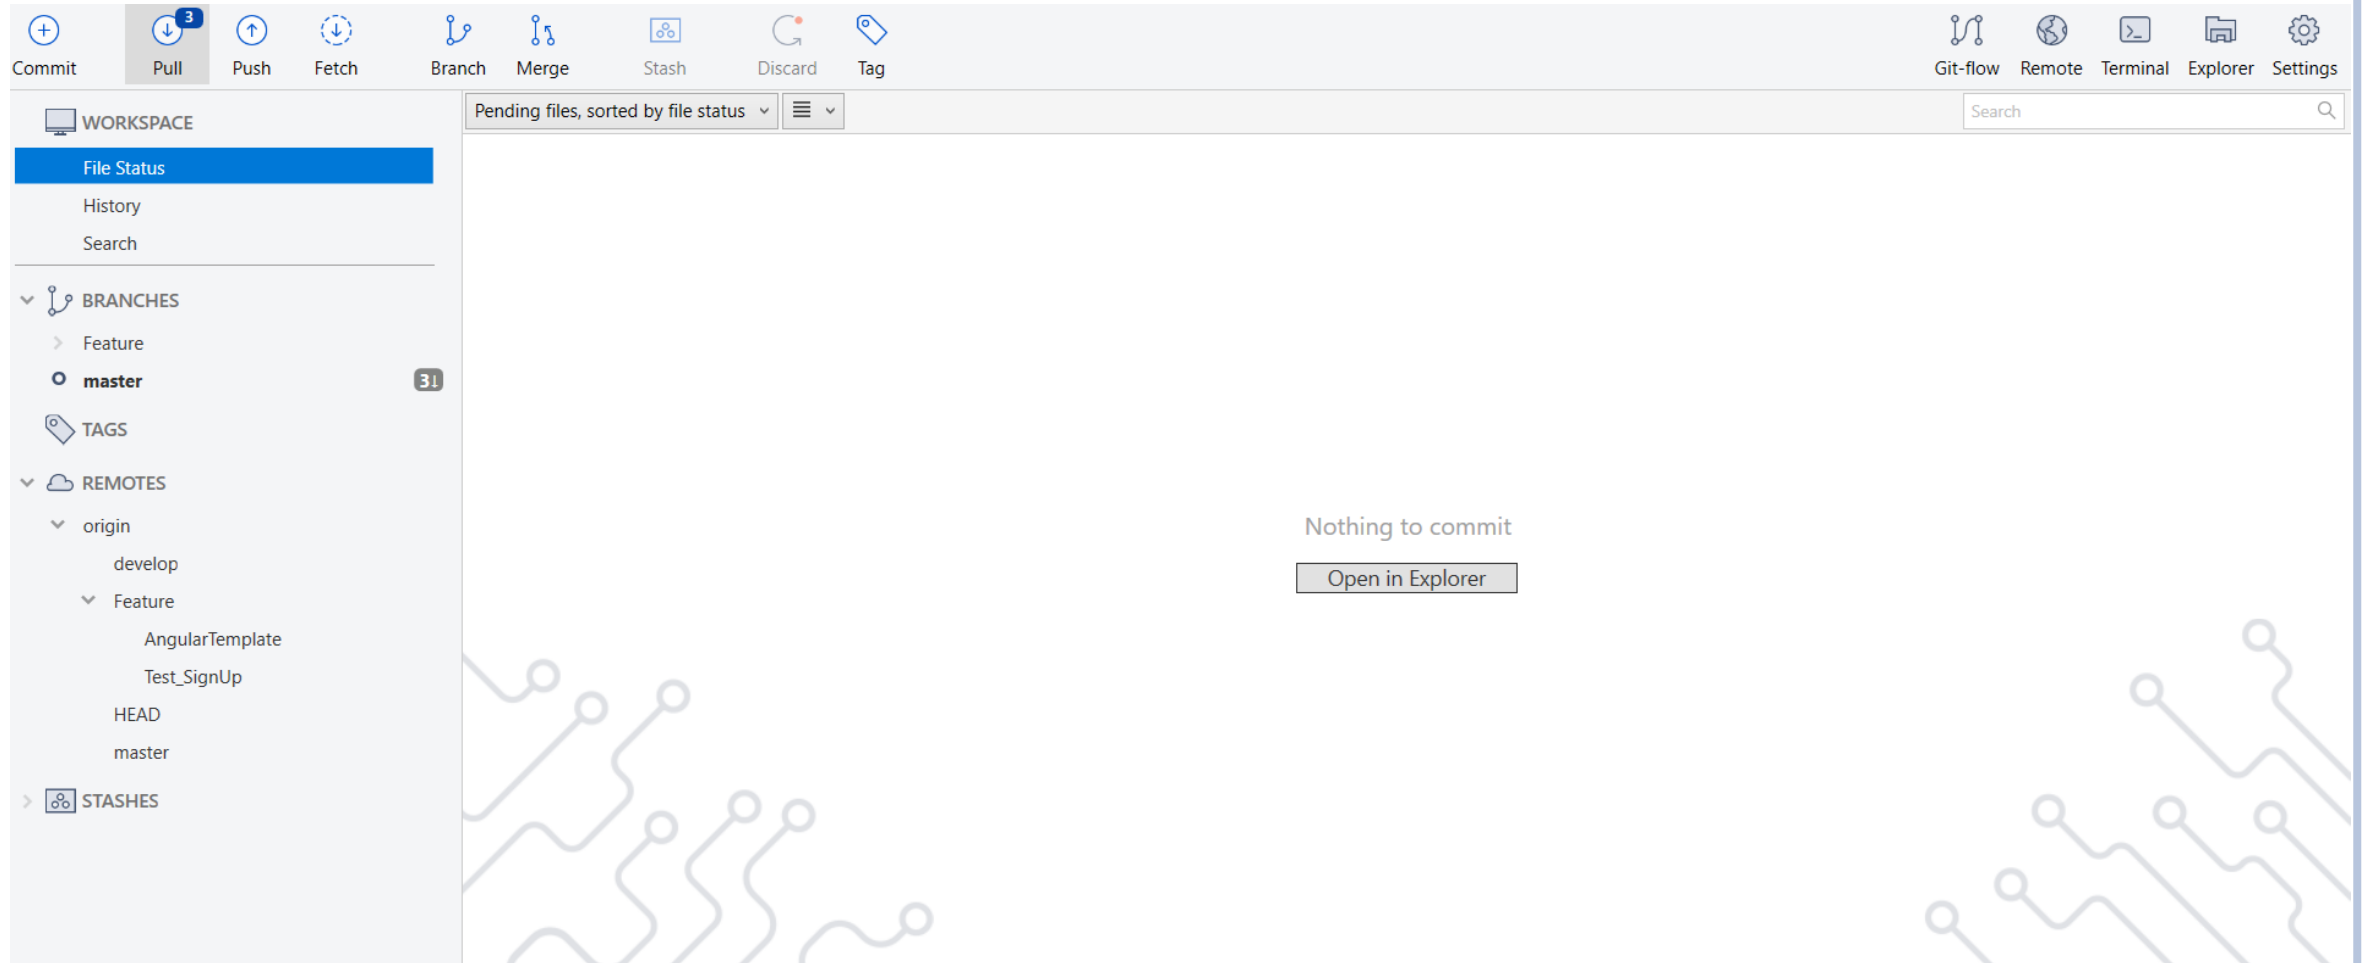 3
Commit Pull Push Fetch Branch Merge Stash Discard Tag Git-flow Remote Terminal Explorer Settings
WORKSPACE
Pending files, sorted by file status
Search
File Status
History
Search
BRANCHES
Feature
master 3↓
TAGS
REMOTES
origin
develop
Feature
AngularTemplate
Test_SignUp
HEAD
master
STASHES
Nothing to commit
Open in Explorer